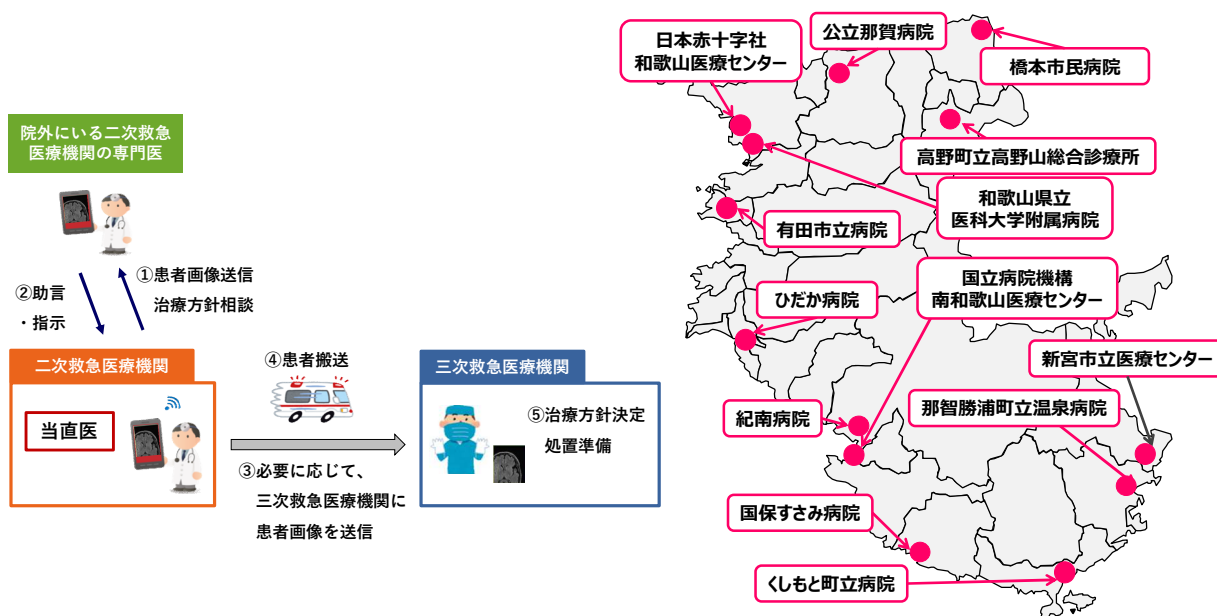 院外にいる二次救急
医療機関の専門医
①患者画像送信
治療方針相談
②助言
・指示
二次救急医療機関
当直医
④患者搬送
③必要に応じて、
三次救急医療機関に
患者画像を送信
三次救急医療機関
⑤治療方針決定
処置準備
日本赤十字社
和歌山医療センター
公立那賀病院
橋本市民病院
高野町立高野山総合診療所
和歌山県立
医科大学附属病院
有田市立病院
国立病院機構
南和歌山医療センター
ひだか病院
新宮市立医療センター
那智勝浦町立温泉病院
紀南病院
国保すさみ病院
くしもと町立病院